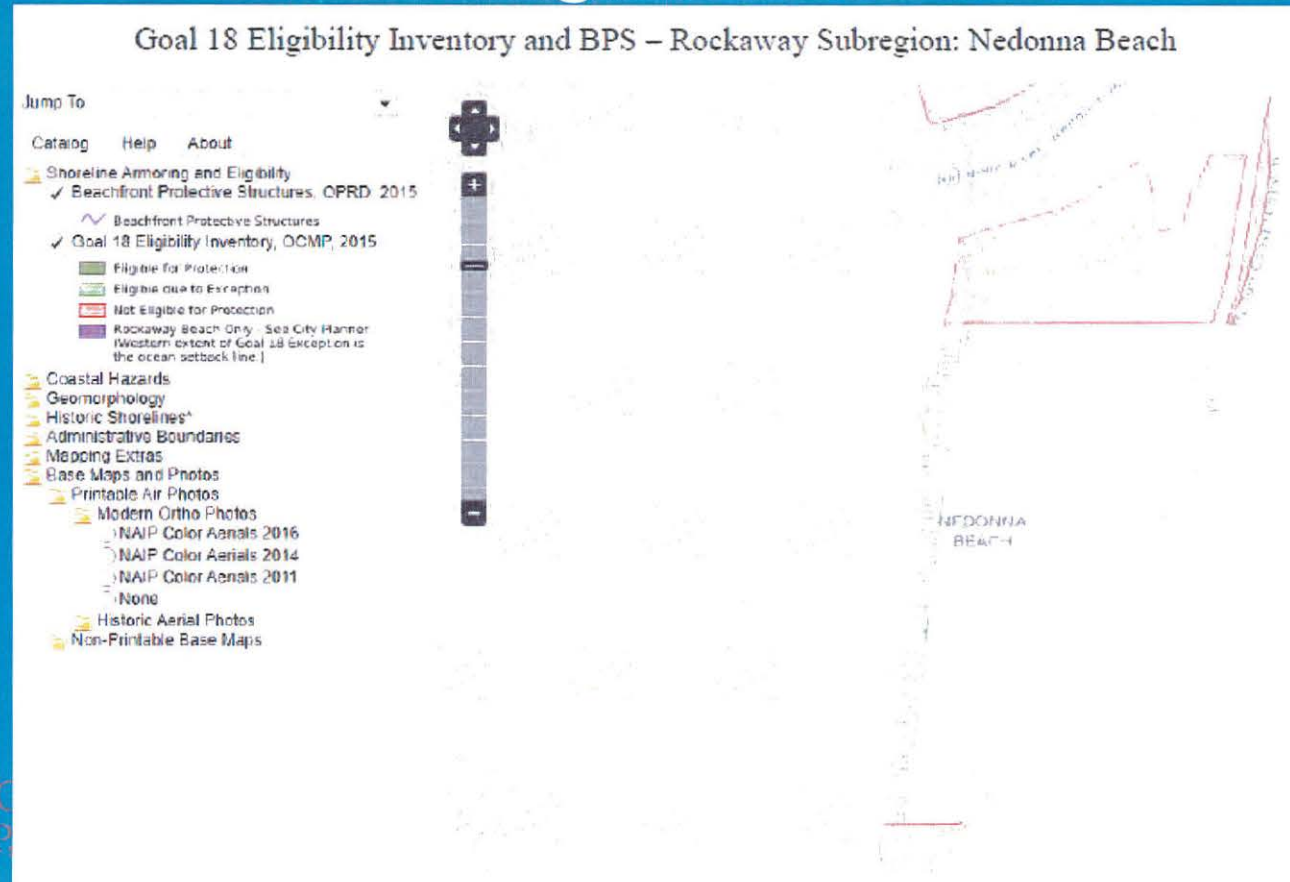 Goal 18 Eligibility Inventory and BPS – Rockaway Subregion: Nedonna Beach
Jump To
Catalog Help About
Shoreline Armoring and Eligibility
✓ Beachfront Protective Structures, OPRD 2015
Beachfront Protective Structures
✓ Goal 18 Eligibility Inventory, OCMP, 2015
Eligible for Protection
Eligible due to Exception
Not Eligible for Protection
Rockaway Beach Only - See City Planner
(Western extent of Goal 18 Exception is
the ocean setback line.)
Coastal Hazards
Geomorphology
Historic Shorelines*
Administrative Boundaries
Mapping Extras
Base Maps and Photos
Printable Air Photos
Modern Ortho Photos
NAIP Color Aerials 2016
NAIP Color Aerials 2014
NAIP Color Aerials 2011
None
Historic Aerial Photos
Non-Printable Base Maps
NEDONNA
BEACH